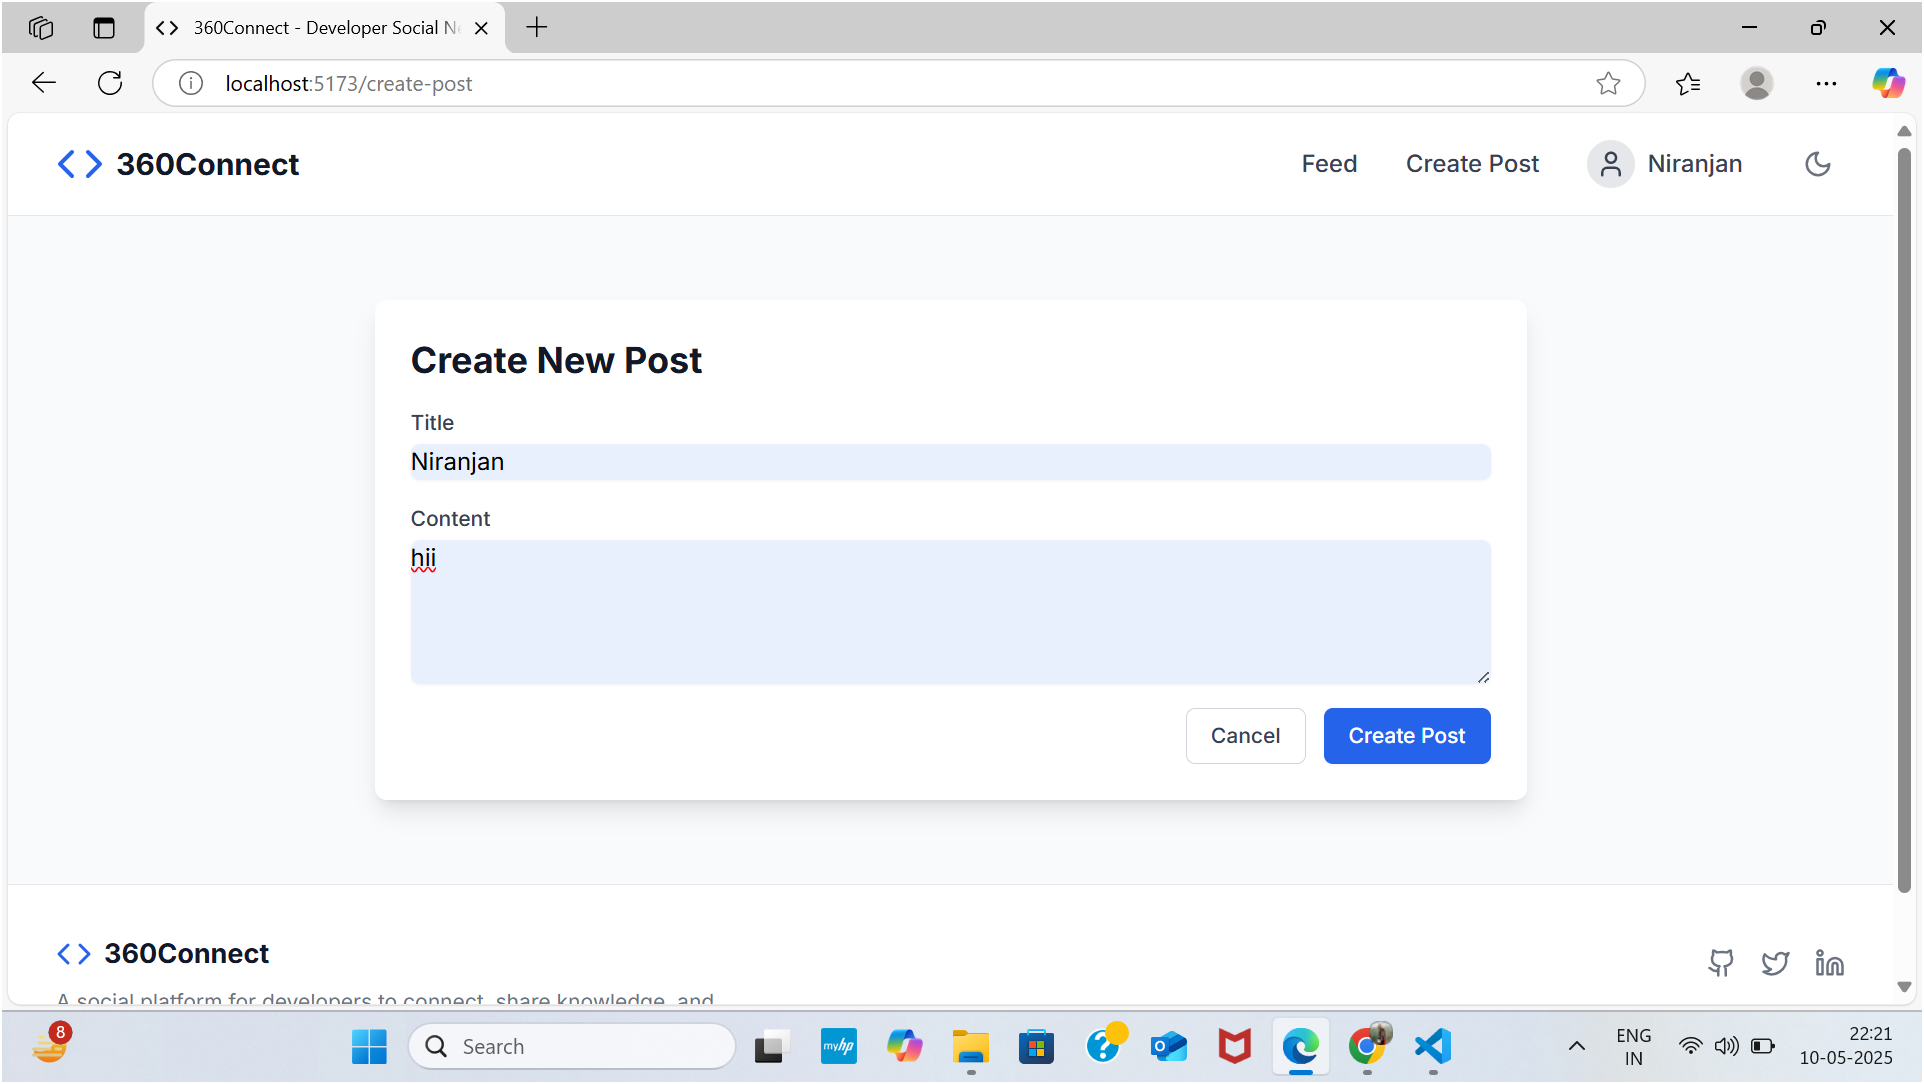 360Connect - Developer Social Ne
localhost:5173/create-post
360Connect
Feed
Create Post
Niranjan
Create New Post
Title
Niranjan
Content
hii
Cancel
Create Post
360Connect
A social platform for developers to connect, share knowledge, and
8
Search
myhp
ENG
IN
22:21
10-05-2025